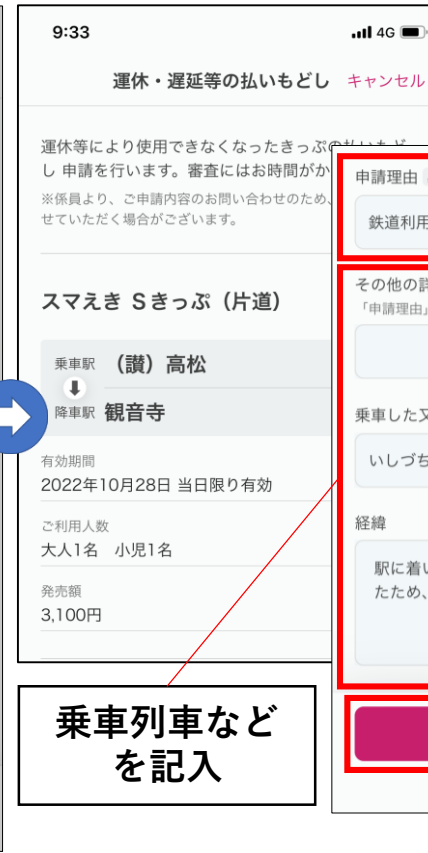 9:33
4G
運休・遅延等の払いもどし キャンセル
運休等により使用できなくなったきっぷの払いもど
し 申請を行います。審査にはお時間がか
※係員より、ご申請内容のお問い合わせのため、
せていただく場合がございます。
スマえき Sきっぷ（片道）
乗車駅 （讃）高松
降車駅 観音寺
有効期間
2022年10月28日 当日限り有効
ご利用人数
大人1名 小児1名
発売額
3,100円
乗車列車など
を記入
申請理由
鉄道利用
その他の詳
「申請理由」
乗車した又
いしづち
経緯
駅に着い
たため、